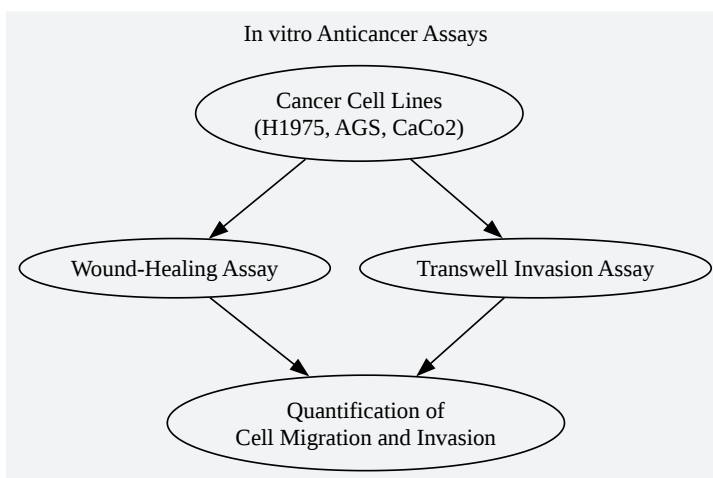 In vitro Anticancer Assays
Cancer Cell Lines
(H1975, AGS, CaCo2)
Wound-Healing Assay
Transwell Invasion Assay
Quantification of
Cell Migration and Invasion